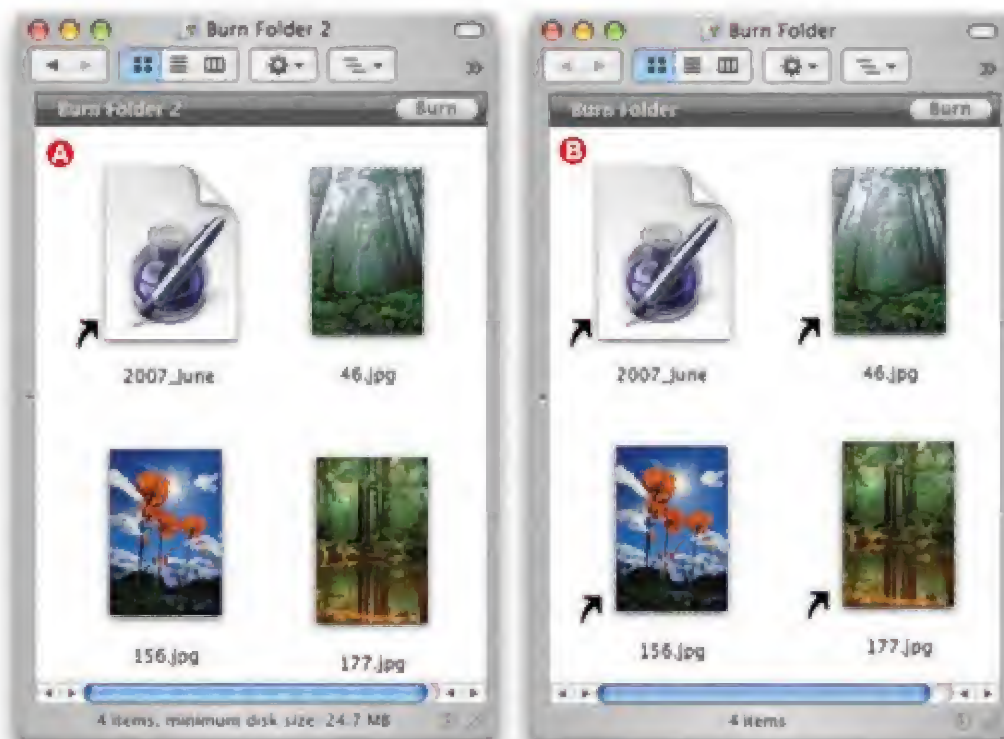 Burn Folder 2
Burn Folder 2
Burn
A
2007_June
46.jpg
156.jpg
177.jpg
4 items, minimum disk size: 24.7 MB
Burn Folder
Burn Folder
Burn
B
2007_June
46.jpg
156.jpg
177.jpg
4 items